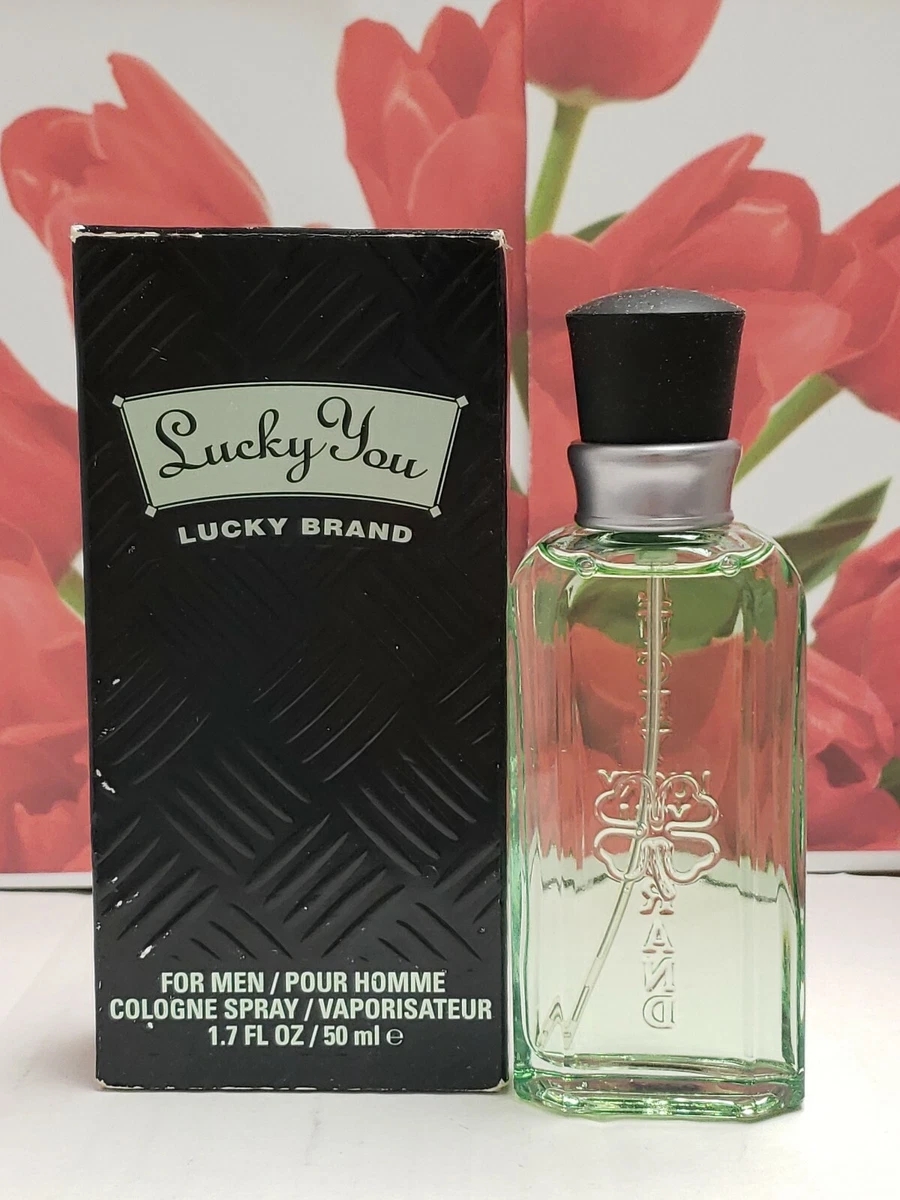 Lucky You
LUCKY BRAND
FOR MEN / POUR HOMME
COLOGNE SPRAY / VAPORISATEUR
1.7 FL OZ / 50 ml ℮